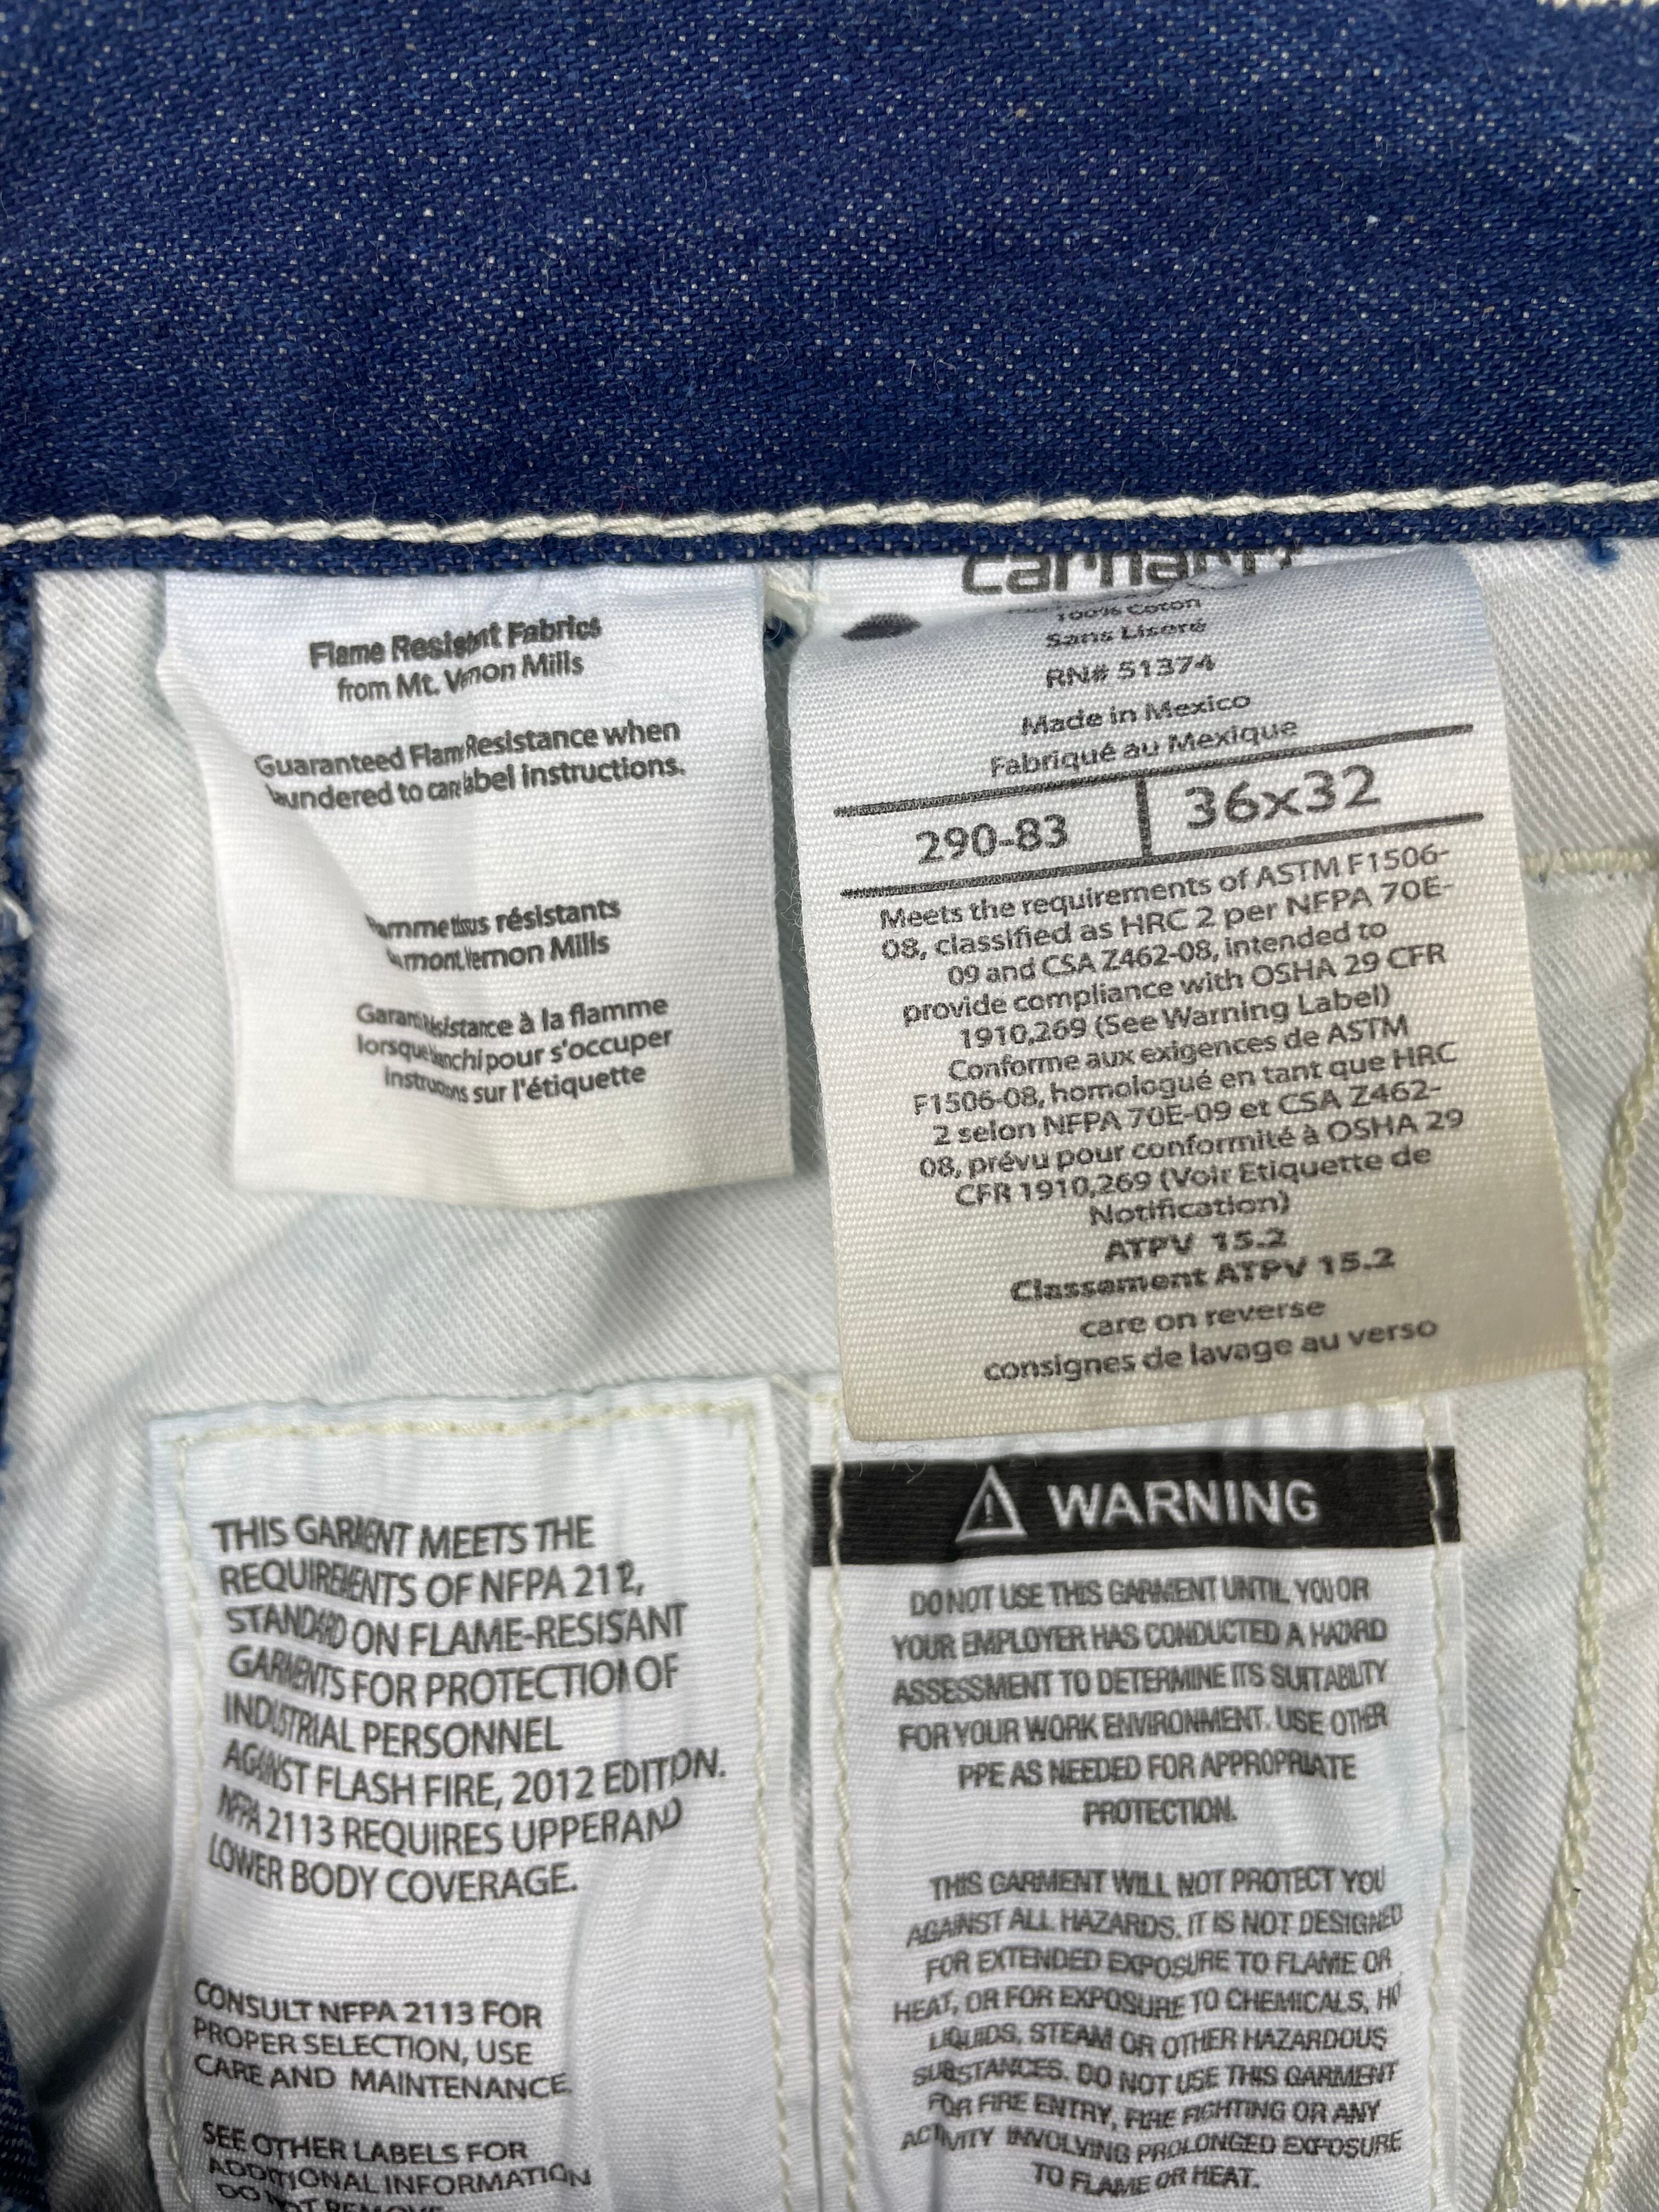 Flame Resistant Fabrics
from Mt. Vernon Mills
Guaranteed Flame Resistance when
laundered to care label instructions.
résistants
Vernon Mills
à la flamme
pour s'occuper
sur l'étiquette
carhartt
100% Coton
Sans Liseré
RN# 51374
Made in Mexico
Fabriqué au Mexique
290-83 36x32
Meets the requirements of ASTM F1506-
08, classified as HRC 2 per NFPA 70E-
09 and CSA Z462-08, intended to
provide compliance with OSHA 29 CFR
1910,269 (See Warning Label)
Conforme aux exigences de ASTM
F1506-08, homologué en tant que HRC
2 selon NFPA 70E-09 et CSA Z462-
08, prévu pour conformité à OSHA 29
CFR 1910,269 (Voir Etiquette de
Notification)
ATPV 15.2
Classement ATPV 15.2
care on reverse
consignes de lavage au verso
THIS GARMENT MEETS THE
REQUIREMENTS OF NFPA 2112,
STANDARD ON FLAME-RESISTANT
GARMENTS FOR PROTECTION OF
INDUSTRIAL PERSONNEL
AGAINST FLASH FIRE, 2012 EDITION.
NFPA 2113 REQUIRES UPPER AND
LOWER BODY COVERAGE.
CONSULT NFPA 2113 FOR
PROPER SELECTION, USE
CARE AND MAINTENANCE
SEE OTHER LABELS FOR
ADDITIONAL INFORMATION
DO NOT REMOVE
WARNING
DO NOT USE THIS GARMENT UNTIL YOU OR
YOUR EMPLOYER HAS CONDUCTED A HAZARD
ASSESSMENT TO DETERMINE ITS SUITABILITY
FOR YOUR WORK ENVIRONMENT. USE OTHER
PPE AS NEEDED FOR APPROPRIATE
PROTECTION.
THIS GARMENT WILL NOT PROTECT YOU
AGAINST ALL HAZARDS. IT IS NOT DESIGNED
FOR EXTENDED EXPOSURE TO FLAME OR
HEAT, OR FOR EXPOSURE TO CHEMICALS, HOT
LIQUIDS, STEAM OR OTHER HAZARDOUS
SUBSTANCES. DO NOT USE THIS GARMENT
FOR FIRE ENTRY, FIRE FIGHTING OR ANY
ACTIVITY INVOLVING PROLONGED EXPOSURE
TO FLAME OR HEAT.